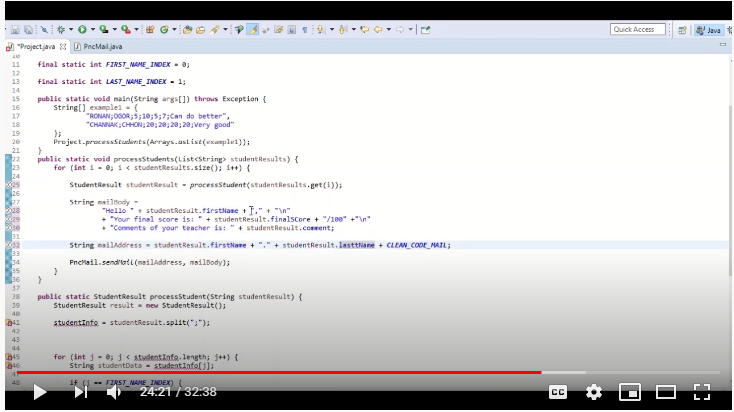 Quick Access
Java
*Project.java
PncMail.java
10
11 final static int FIRST_NAME_INDEX = 0;
12
13 final static int LAST_NAME_INDEX = 1;
14
15 public static void main(String args[]) throws Exception {
16 String[] example1 = {
17 "RONAN;OGOR;5;10;5;7;Can do better",
18 "CHANNAK;CHHON;20;20;20;20;Very good"
19 };
20 Project.processStudents(Arrays.asList(example1));
21 }
22 public static void processStudents(List<String> studentResults) {
23 for (int i = 0; i < studentResults.size(); i++) {
24
25 StudentResult studentResult = processStudent(studentResults.get(i));
26
27 String mailBody =
28 "Hello " + studentResult.firstName + "," + "\n"
29 + "Your final score is: " + studentResult.finalSCore + "/100" +"\n"
30 + "Comments of your teacher is: " + studentResult.comment;
31
32 String mailAddress = studentResult.firstName + "." + studentResult.lasttName + CLEAN_CODE_MAIL;
33
34 PncMail.sendMail(mailAddress, mailBody);
35 }
36 }
37
38 public static StudentResult processStudent(String studentResult) {
39 StudentResult result = new StudentResult();
40
41 studentInfo = studentResult.split(";");
42
43
44
45 for (int j = 0; j < studentInfo.length; j++) {
46 String studentData = studentInfo[j];
47
48 if (j == FIRST_NAME_INDEX) {
24:21 / 32:38
CC